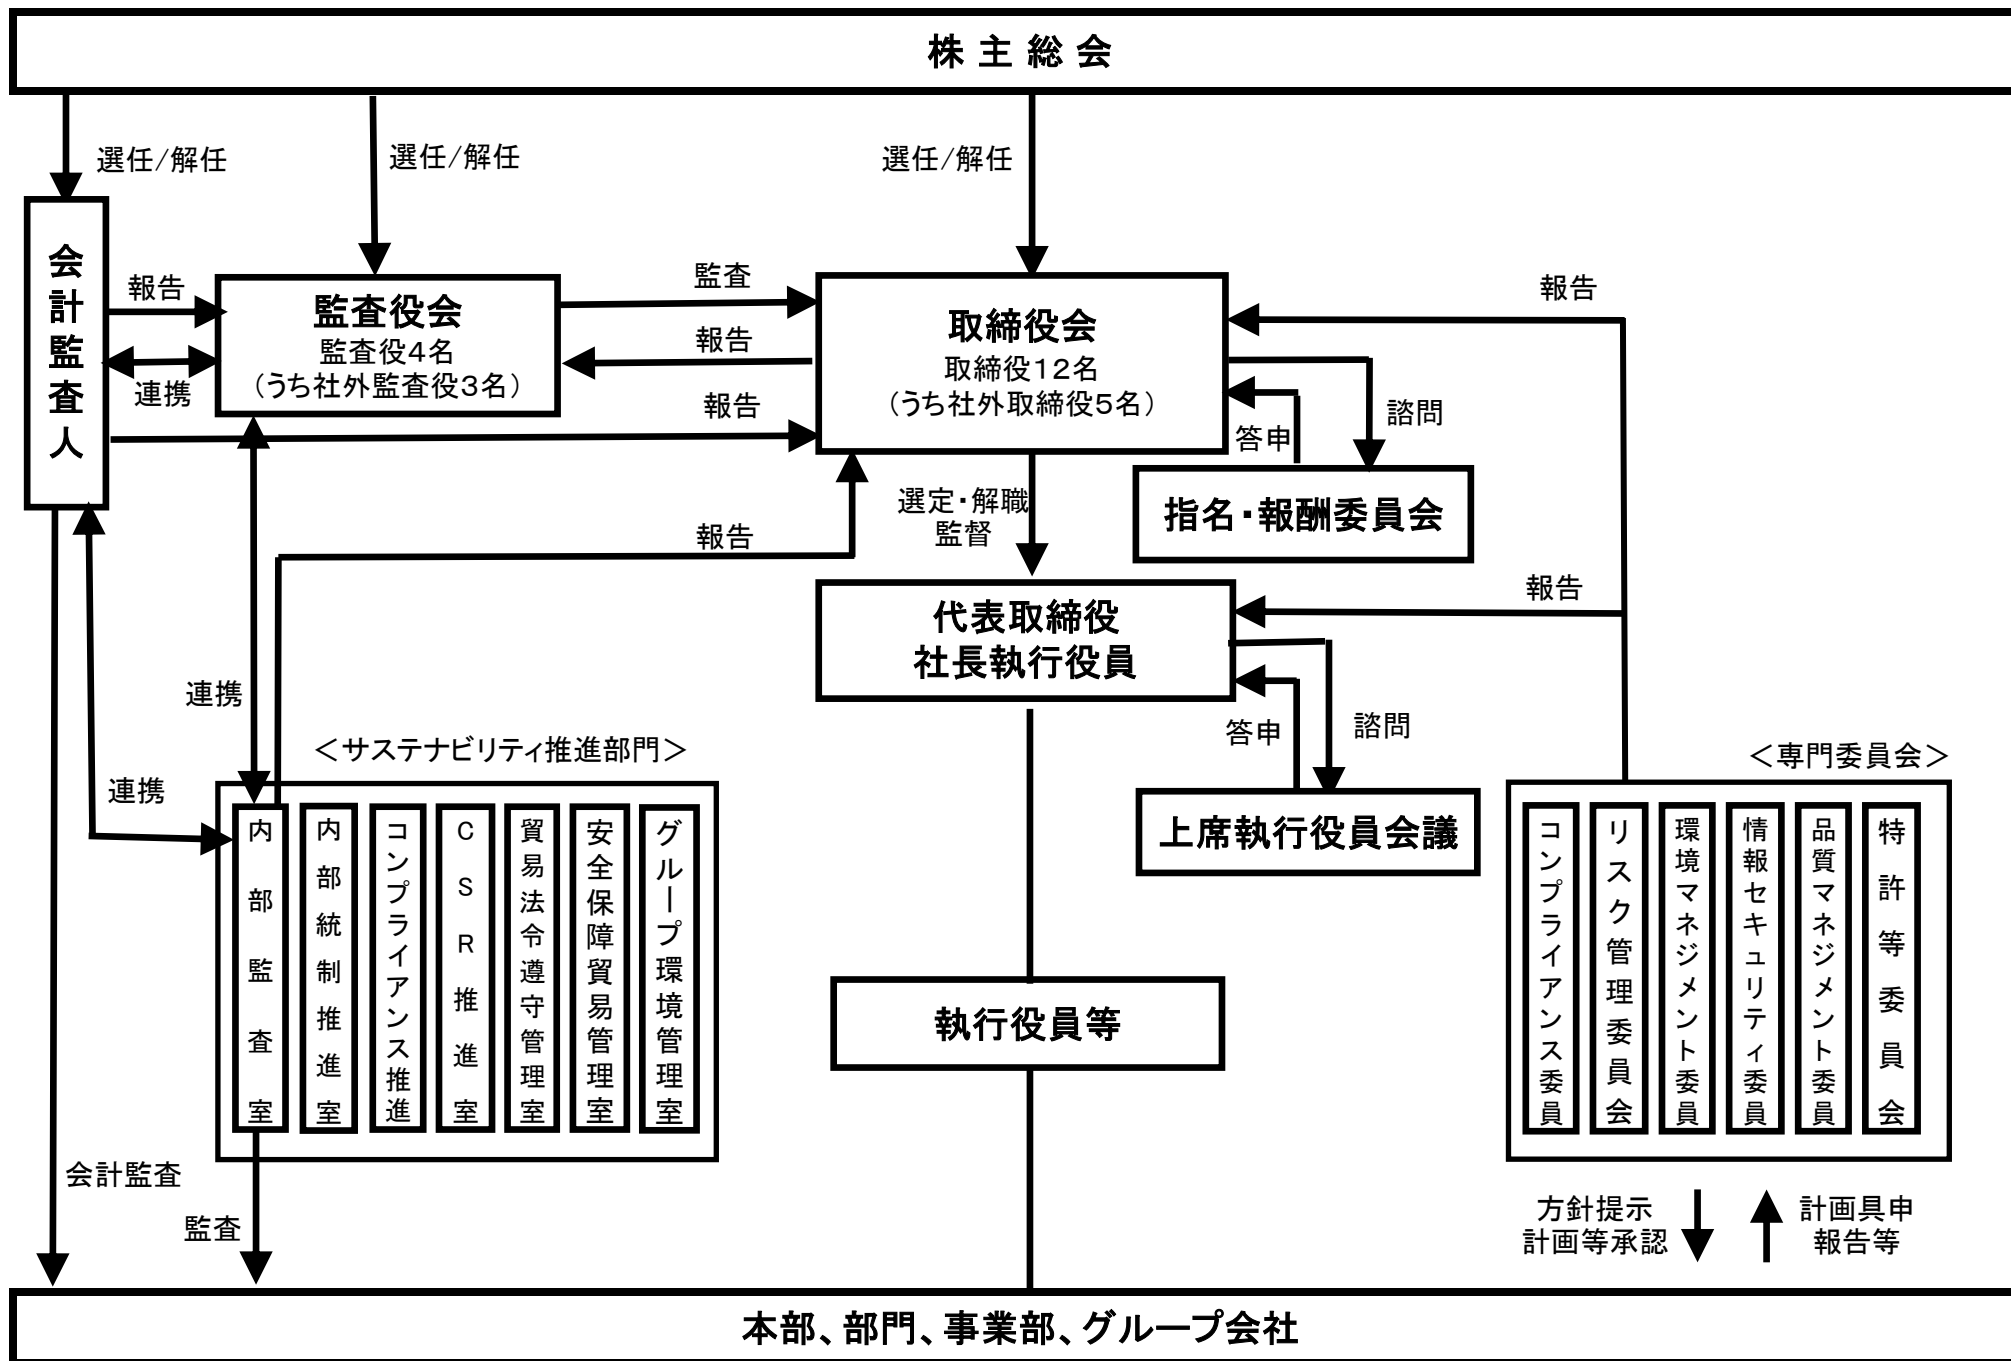 株 主 総 会
選任/解任
選任/解任
選任/解任
会計監査人
報告
連携
監査役会
監査役4名
(うち社外監査役3名)
監査
報告
報告
取締役会
取締役12名
(うち社外取締役5名)
報告
諮問
答申
指名・報酬委員会
選定・解職
監督
報告
報告
代表取締役
社長執行役員
連携
諮問
答申
連携
<サステナビリティ推進部門>
<専門委員会>
上席執行役員会議
内部監査室
内部統制推進室
コンプライアンス推進
CSR推進室
貿易法令遵守管理室
安全保障貿易管理室
グループ環境管理室
コンプライアンス委員
リスク管理委員会
環境マネジメント委員
情報セキュリティ委員
品質マネジメント委員
特許等委員会
執行役員等
会計監査
監査
方針提示
計画等承認
計画具申
報告等
本部、部門、事業部、グループ会社